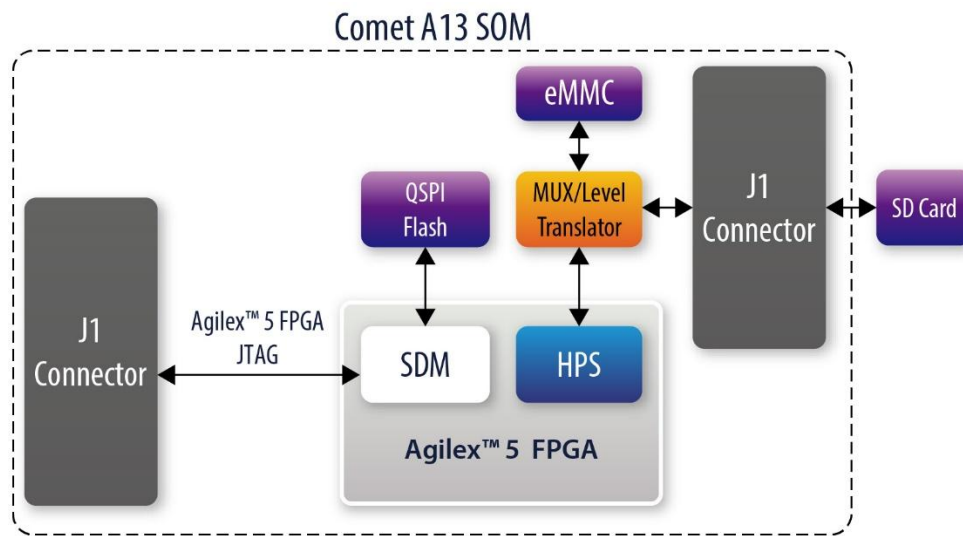 Comet A13 SOM
eMMC
QSPI
Flash
MUX/Level
Translator
J1
Connector
SD Card
J1
Connector
Agilex™ 5 FPGA
JTAG
SDM
HPS
Agilex™ 5 FPGA